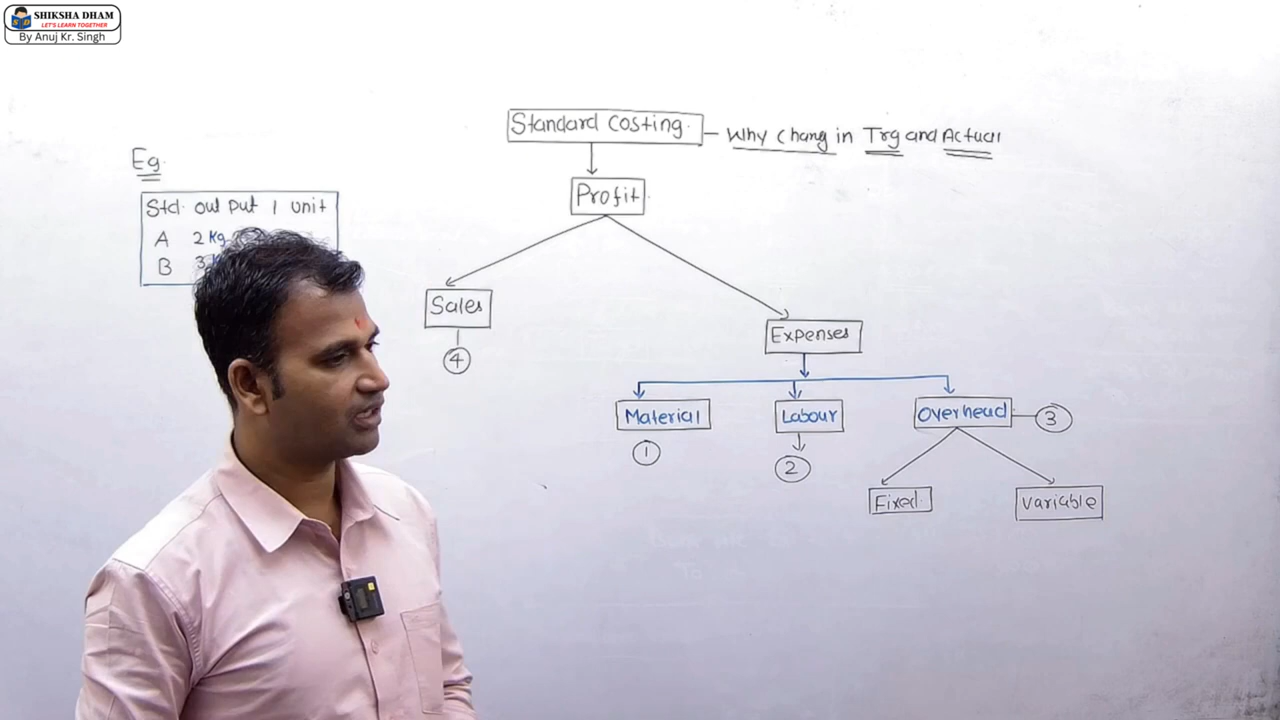 SHIKSHA DHAM
LET'S LEARN TOGETHER
By Anuj Kr. Singh
Standard Costing.
Why Chang in Trg and Actual
Eg.
Profit
Std. out put 1 unit
A 2 kg
B 3
Sales
4
Expenses
Material
Labour
Overhead
3
1
2
Fixed.
Variable